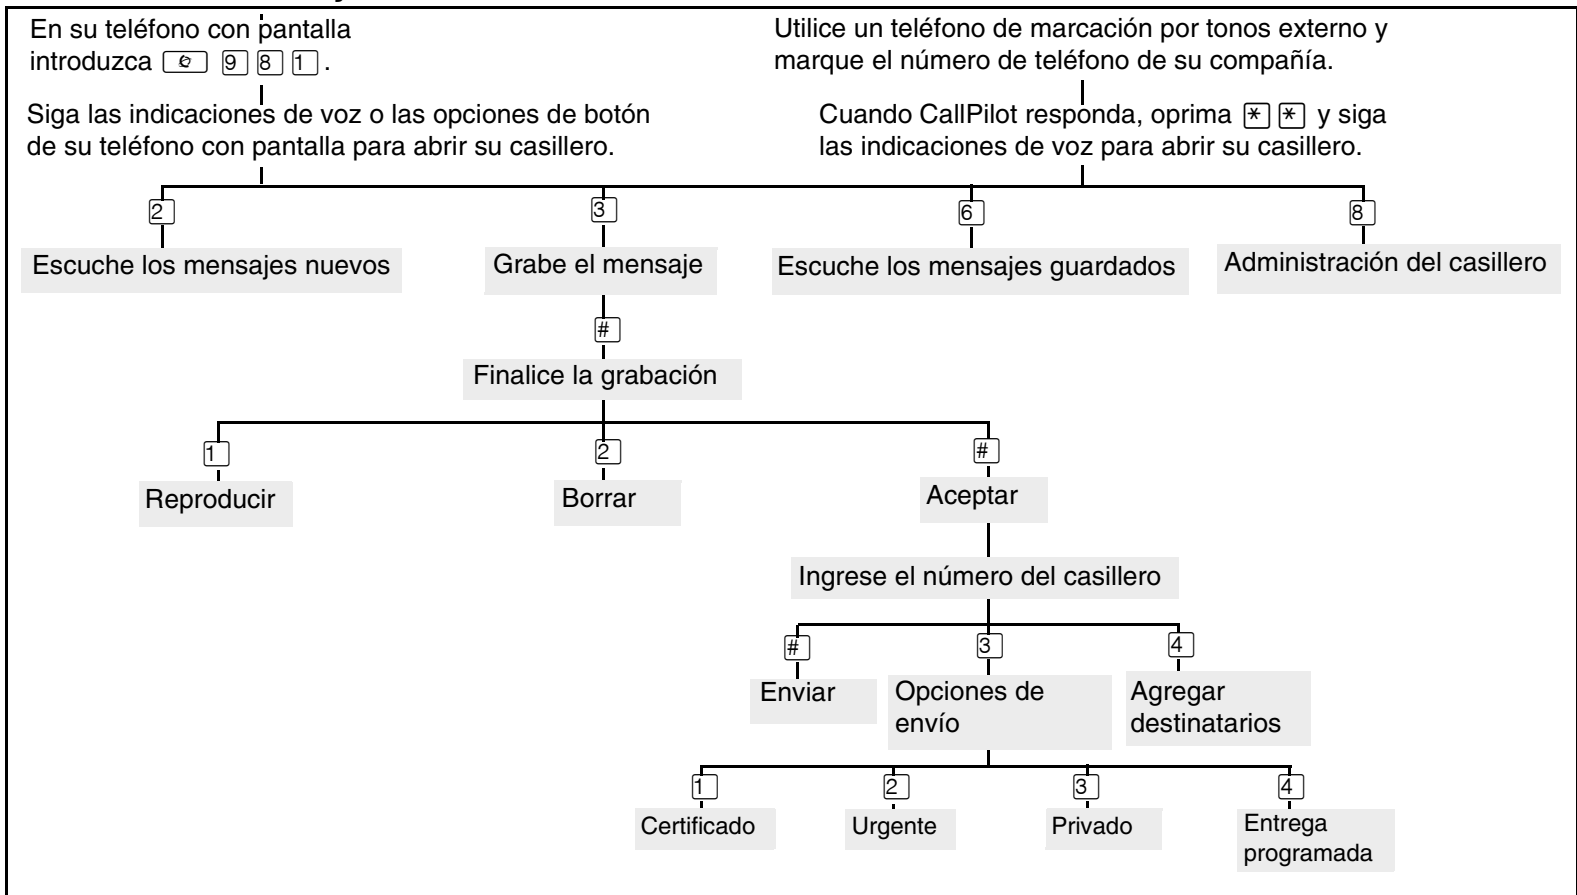 En su teléfono con pantalla
introduzca 9 8 1 .
Utilice un teléfono de marcación por tonos externo y
marque el número de teléfono de su compañía.
Siga las indicaciones de voz o las opciones de botón
de su teléfono con pantalla para abrir su casillero.
Cuando CallPilot responda, oprima * * y siga
las indicaciones de voz para abrir su casillero.
2 3 6 8
Escuche los mensajes nuevos
Grabe el mensaje
Escuche los mensajes guardados
Administración del casillero
#
Finalice la grabación
1 2 #
Reproducir
Borrar
Aceptar
Ingrese el número del casillero
# 3 4
Enviar
Opciones de
envío
Agregar
destinatarios
1 2 3 4
Certificado
Urgente
Privado
Entrega
programada